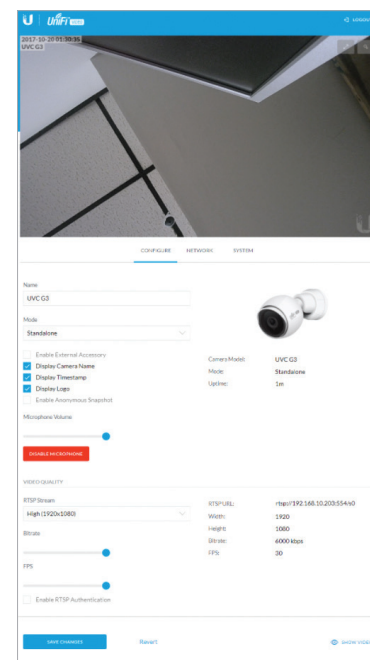 U UniFi VIDEO
LOGOUT
2017-10-20 01:30:36
UVC G3
CONFIGURE NETWORK SYSTEM
Name
UVC G3
Mode
Standalone
Enable External Accessory
Display Camera Name
Display Timestamp
Display Logo
Enable Anonymous Snapshot
Camera Model: UVC G3
Mode: Standalone
Uptime: 1m
Microphone Volume
DISABLE MICROPHONE
VIDEO QUALITY
RTSP Stream
High (1920x1080)
RTSP URL: rtsp://192.168.10.203:554/s0
Width: 1920
Height: 1080
Bitrate: 6000 kbps
FPS: 30
Bitrate
FPS
Enable RTSP Authentication
SAVE CHANGES Revert SHOW VIDEO